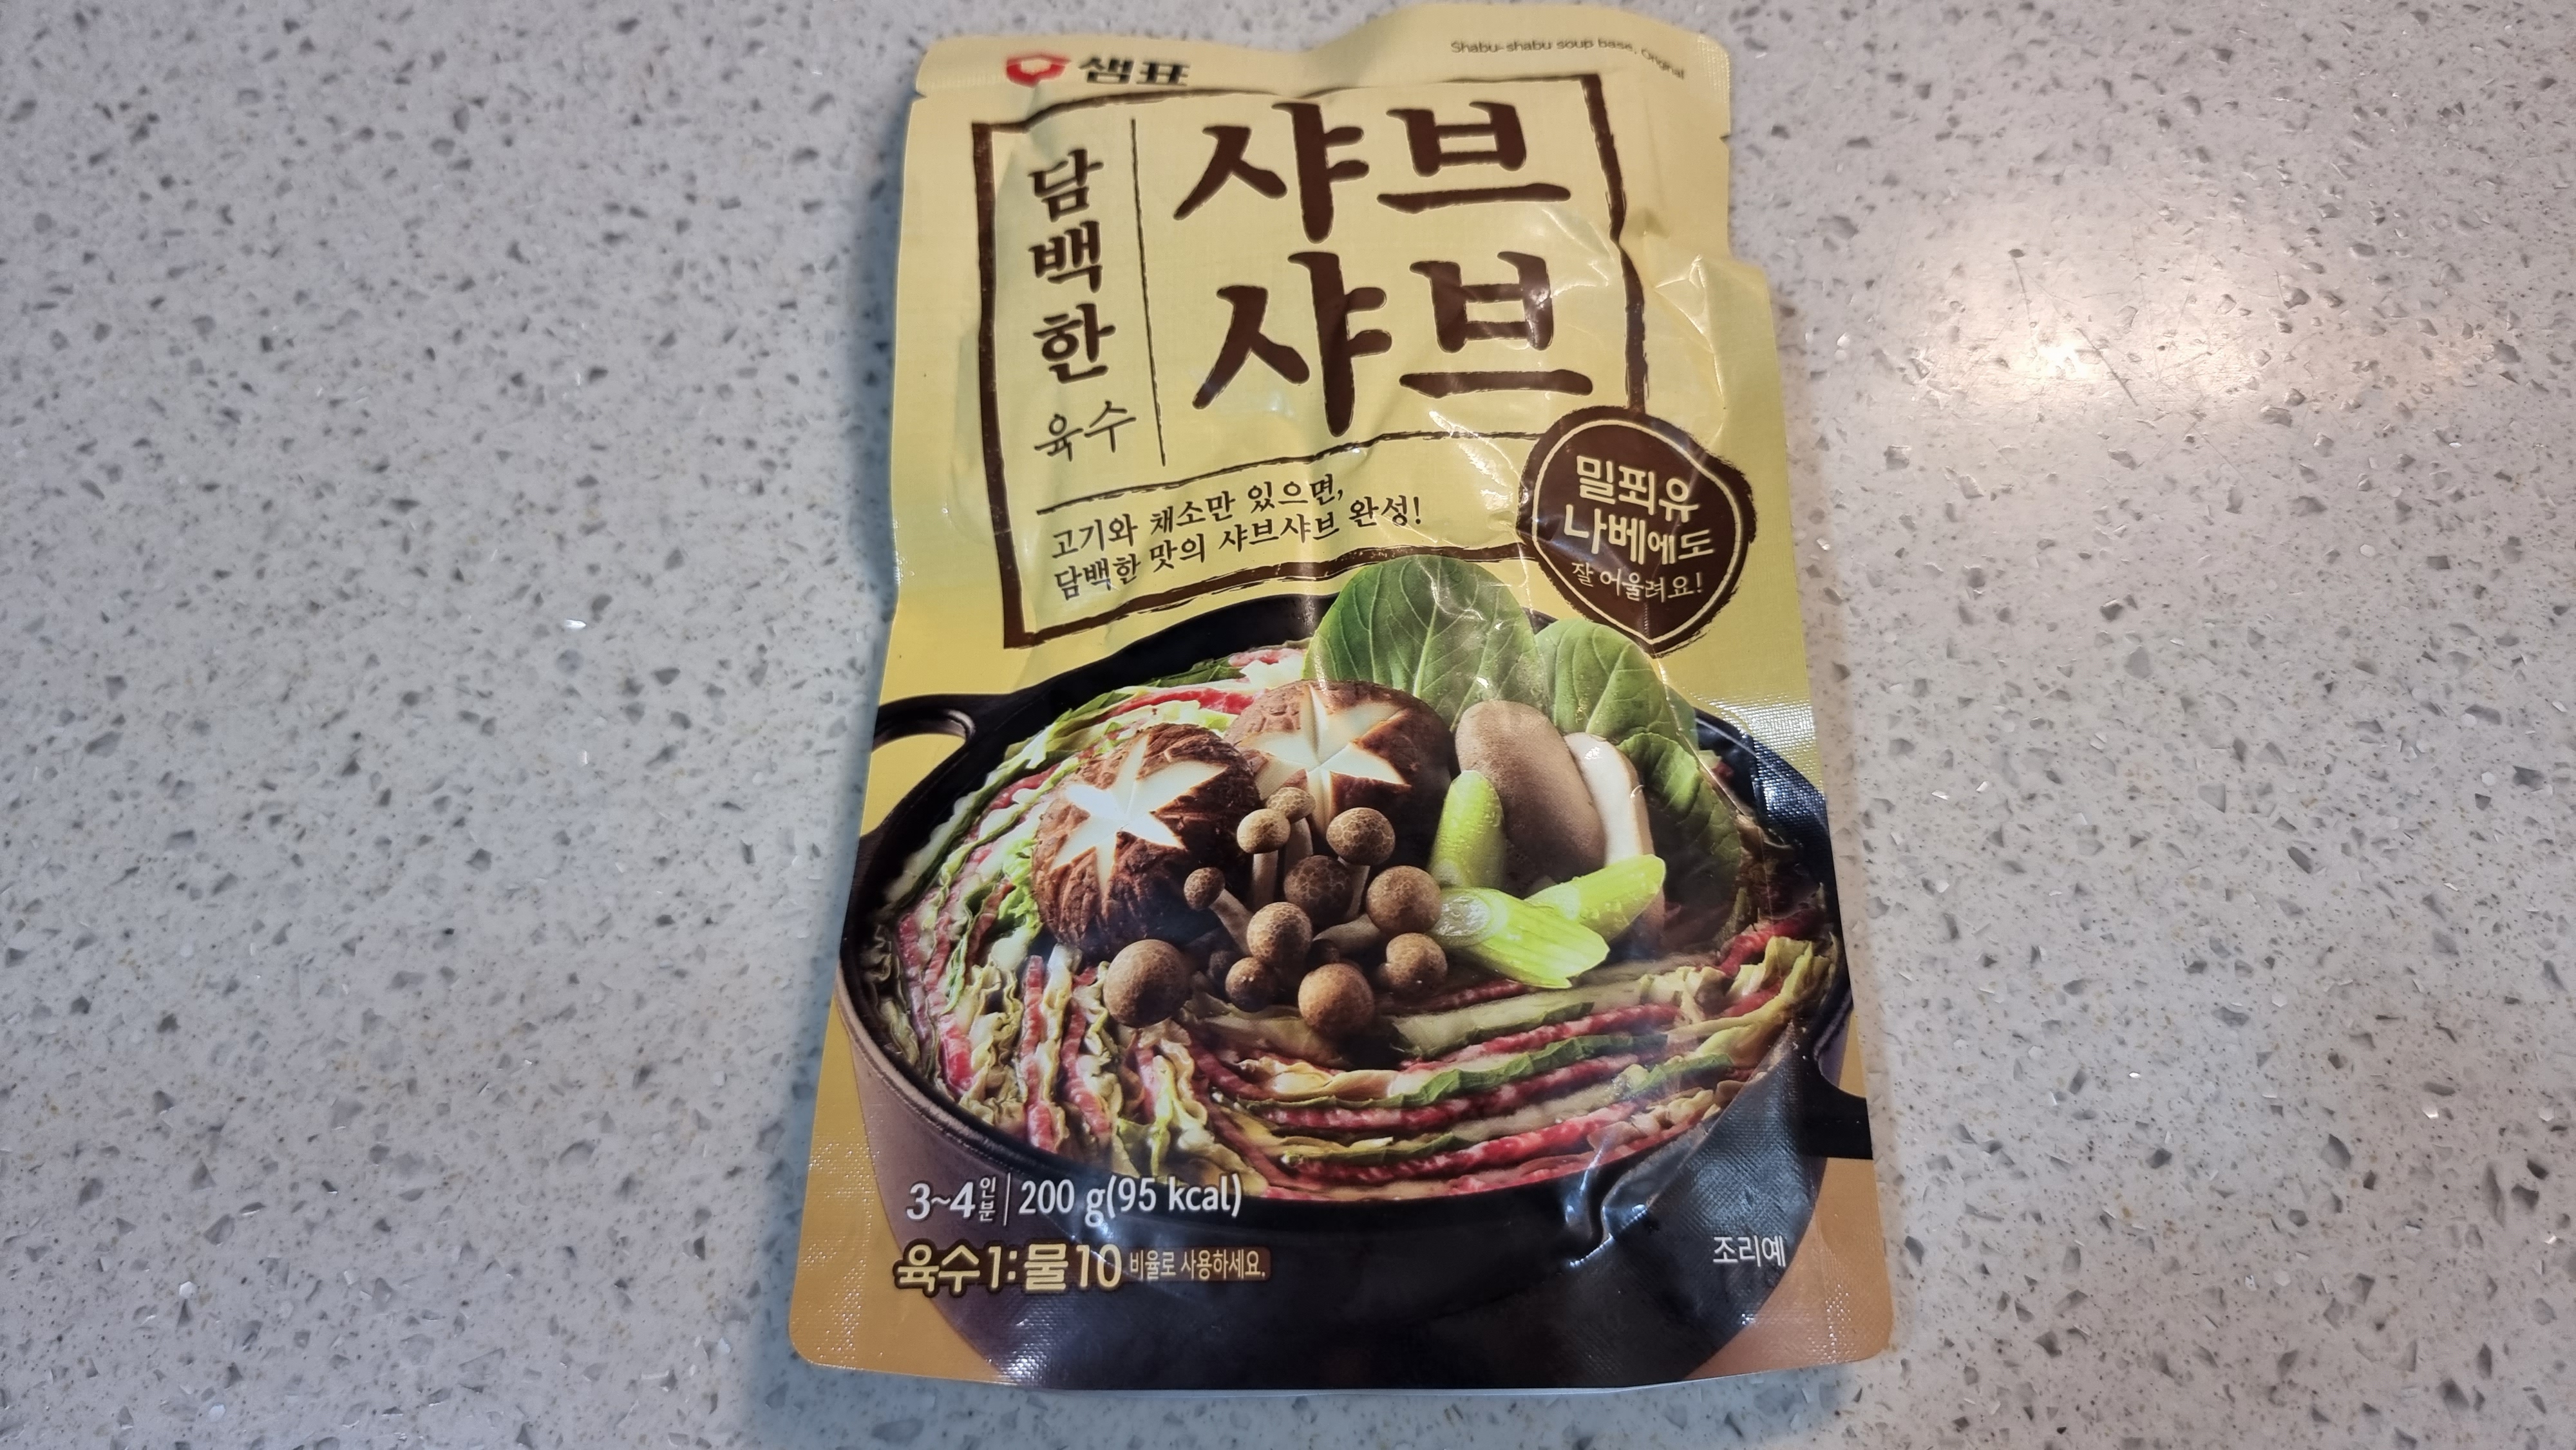 샘표
Shabu-shabu soup base, Original
담백한 육수
샤브
샤브
고기와 채소만 있으면,
담백한 맛의 샤브샤브 완성!
밀푀유
나베에도
잘 어울려요!
3~4인분 | 200 g(95 kcal)
육수1:물10 비율로 사용하세요.
조리예